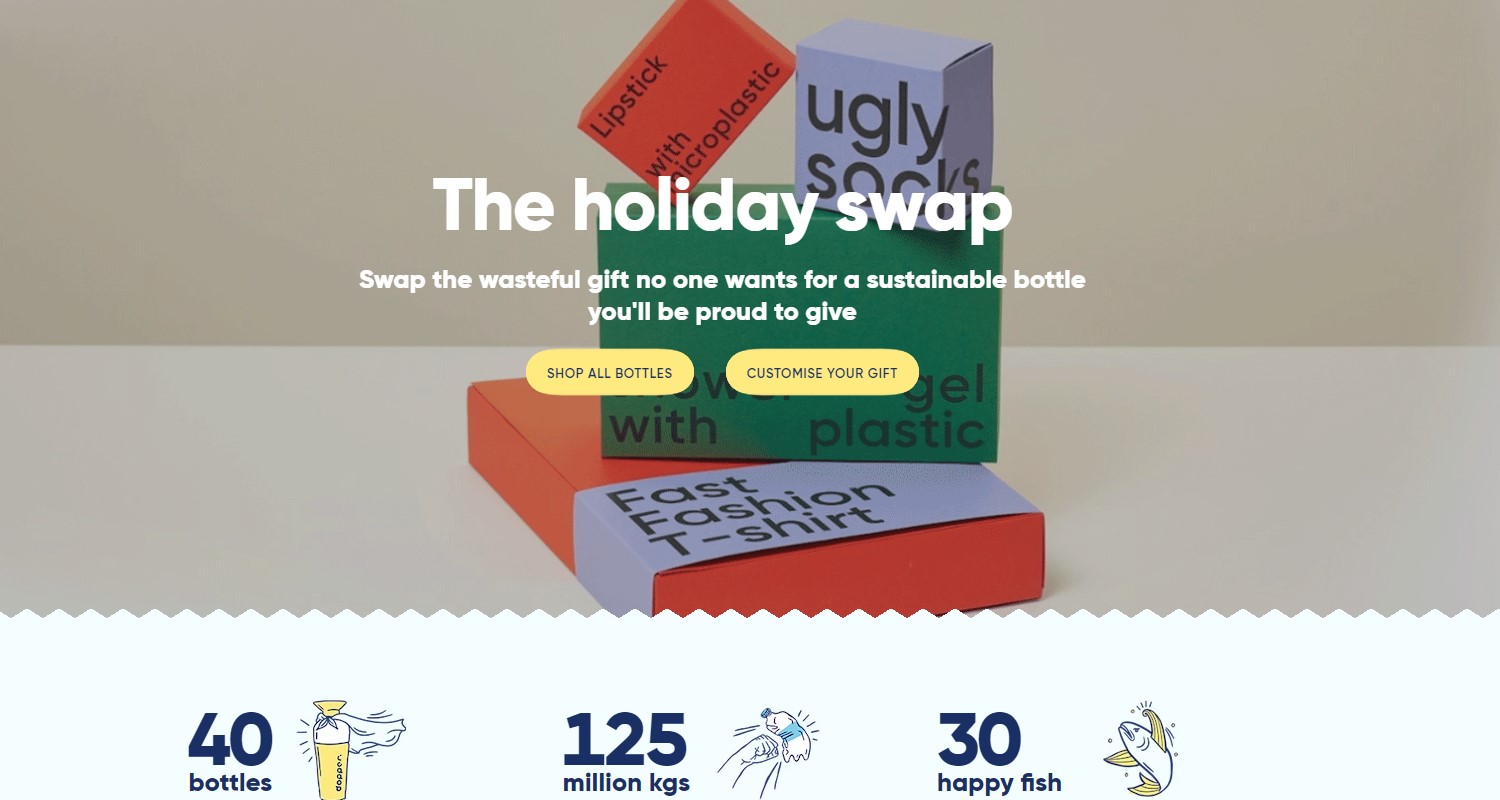 Lipstick
with
microplastic
ugly
socks
The holiday swap
Swap the wasteful gift no one wants for a sustainable bottle
you'll be proud to give
SHOP ALL BOTTLES
CUSTOMISE YOUR GIFT
gel
with plastic
Fast
Fashion
T-shirt
40
bottles
125
million kgs
30
happy fish